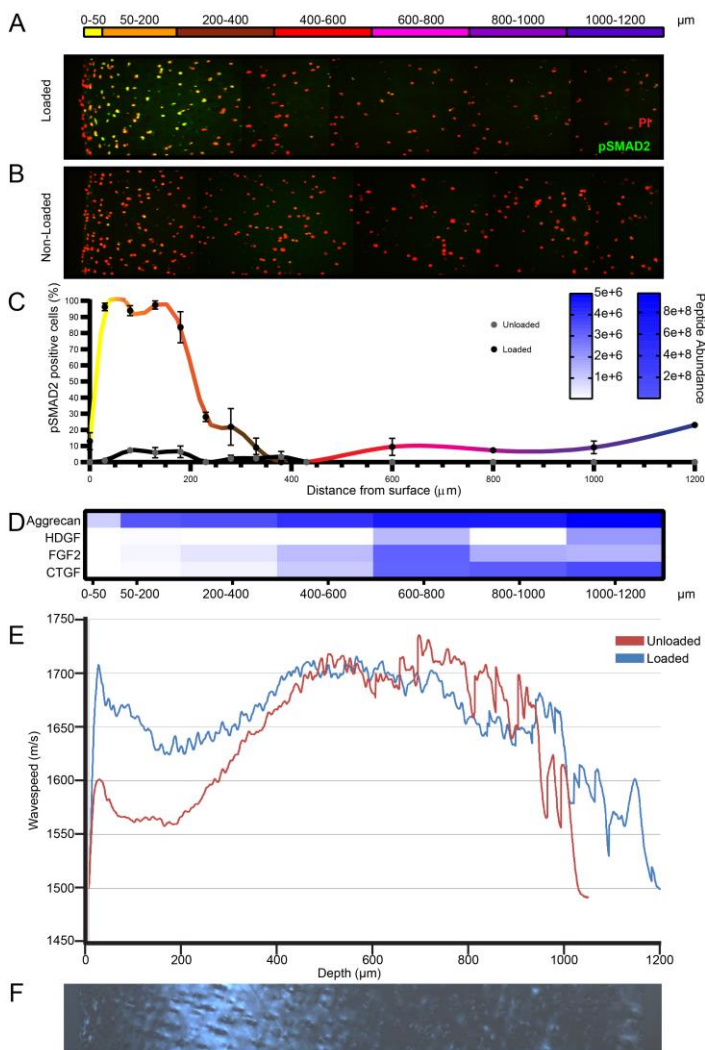 A
0-50 50-200 200-400 400-600 600-800 800-1000 1000-1200 µm
Loaded
PI
pSMAD2
B
Non-Loaded
C
pSMAD2 positive cells (%)
100
90
80
70
60
50
40
30
20
10
0
0 200 400 600 800 1000 1200
Distance from surface (µm)
Unloaded
Loaded
5e+6
4e+6
3e+6
2e+6
1e+6
8e+8
6e+8
4e+8
2e+8
Peptide Abundance
D
Aggrecan
HDGF
FGF2
CTGF
0-50 50-200 200-400 400-600 600-800 800-1000 1000-1200 µm
E
Wavespeed (m/s)
1750
1700
1650
1600
1550
1500
1450
0 200 400 600 800 1000 1200
Depth (µm)
Unloaded
Loaded
F